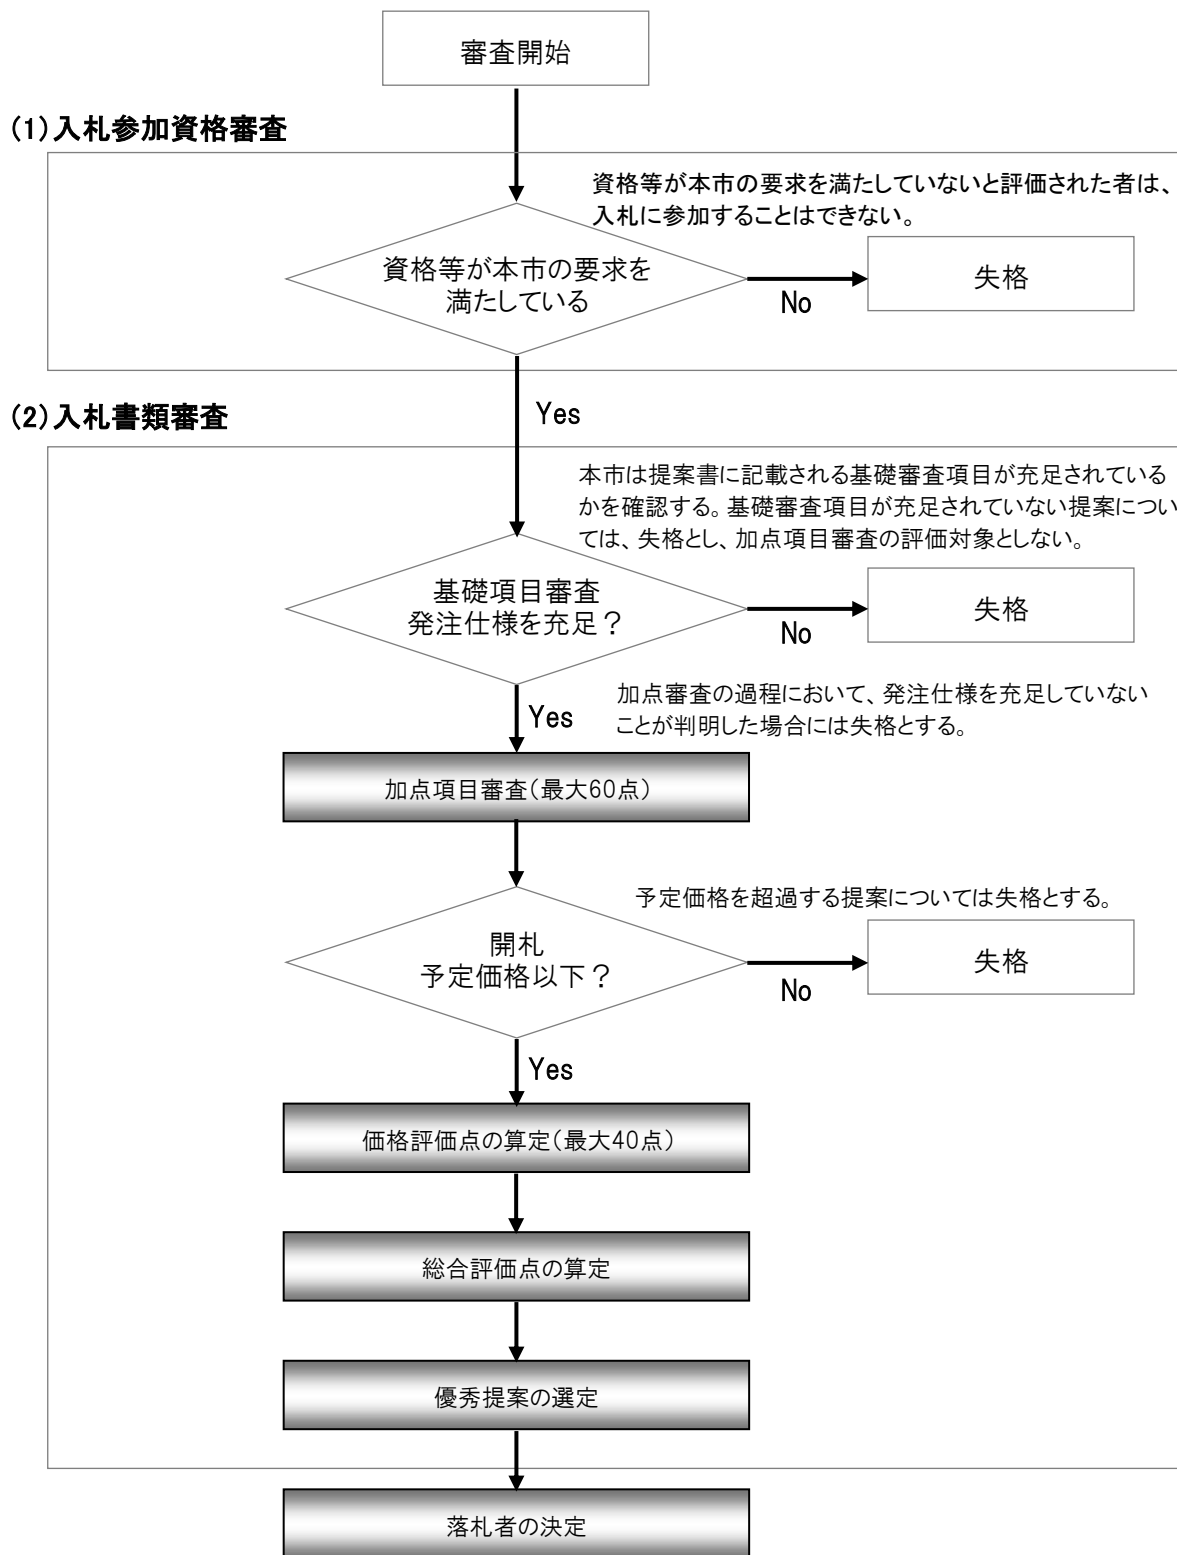 審査開始
(1)入札参加資格審査
資格等が本市の要求を満たしていないと評価された者は、
入札に参加することはできない。
資格等が本市の要求を
満たしている
No
失格
Yes
(2)入札書類審査
本市は提案書に記載される基礎審査項目が充足されている
かを確認する。基礎審査項目が充足されていない提案につい
ては、失格とし、加点項目審査の評価対象としない。
基礎項目審査
発注仕様を充足？
No
失格
Yes
加点審査の過程において、発注仕様を充足していない
ことが判明した場合には失格とする。
加点項目審査(最大60点)
予定価格を超過する提案については失格とする。
開札
予定価格以下？
No
失格
Yes
価格評価点の算定(最大40点)
総合評価点の算定
優秀提案の選定
落札者の決定